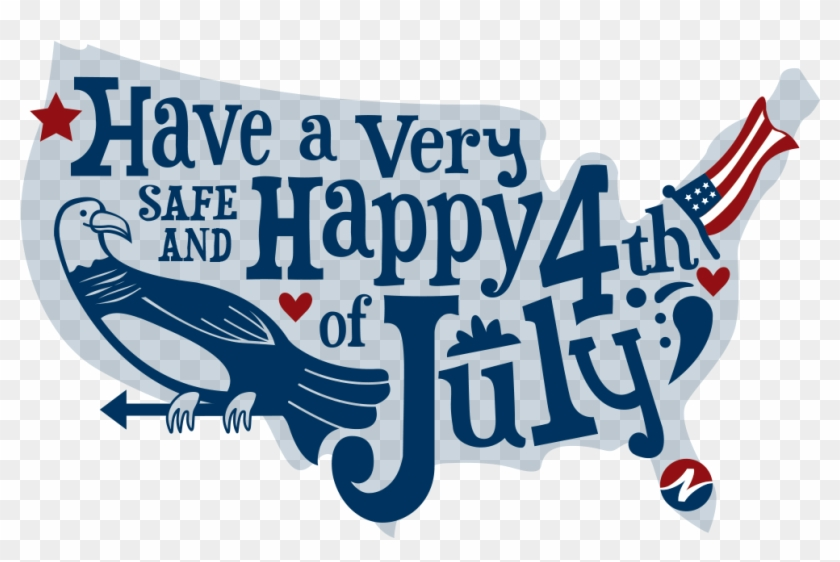 Have a Very
SAFE AND Happy 4th
of July
N